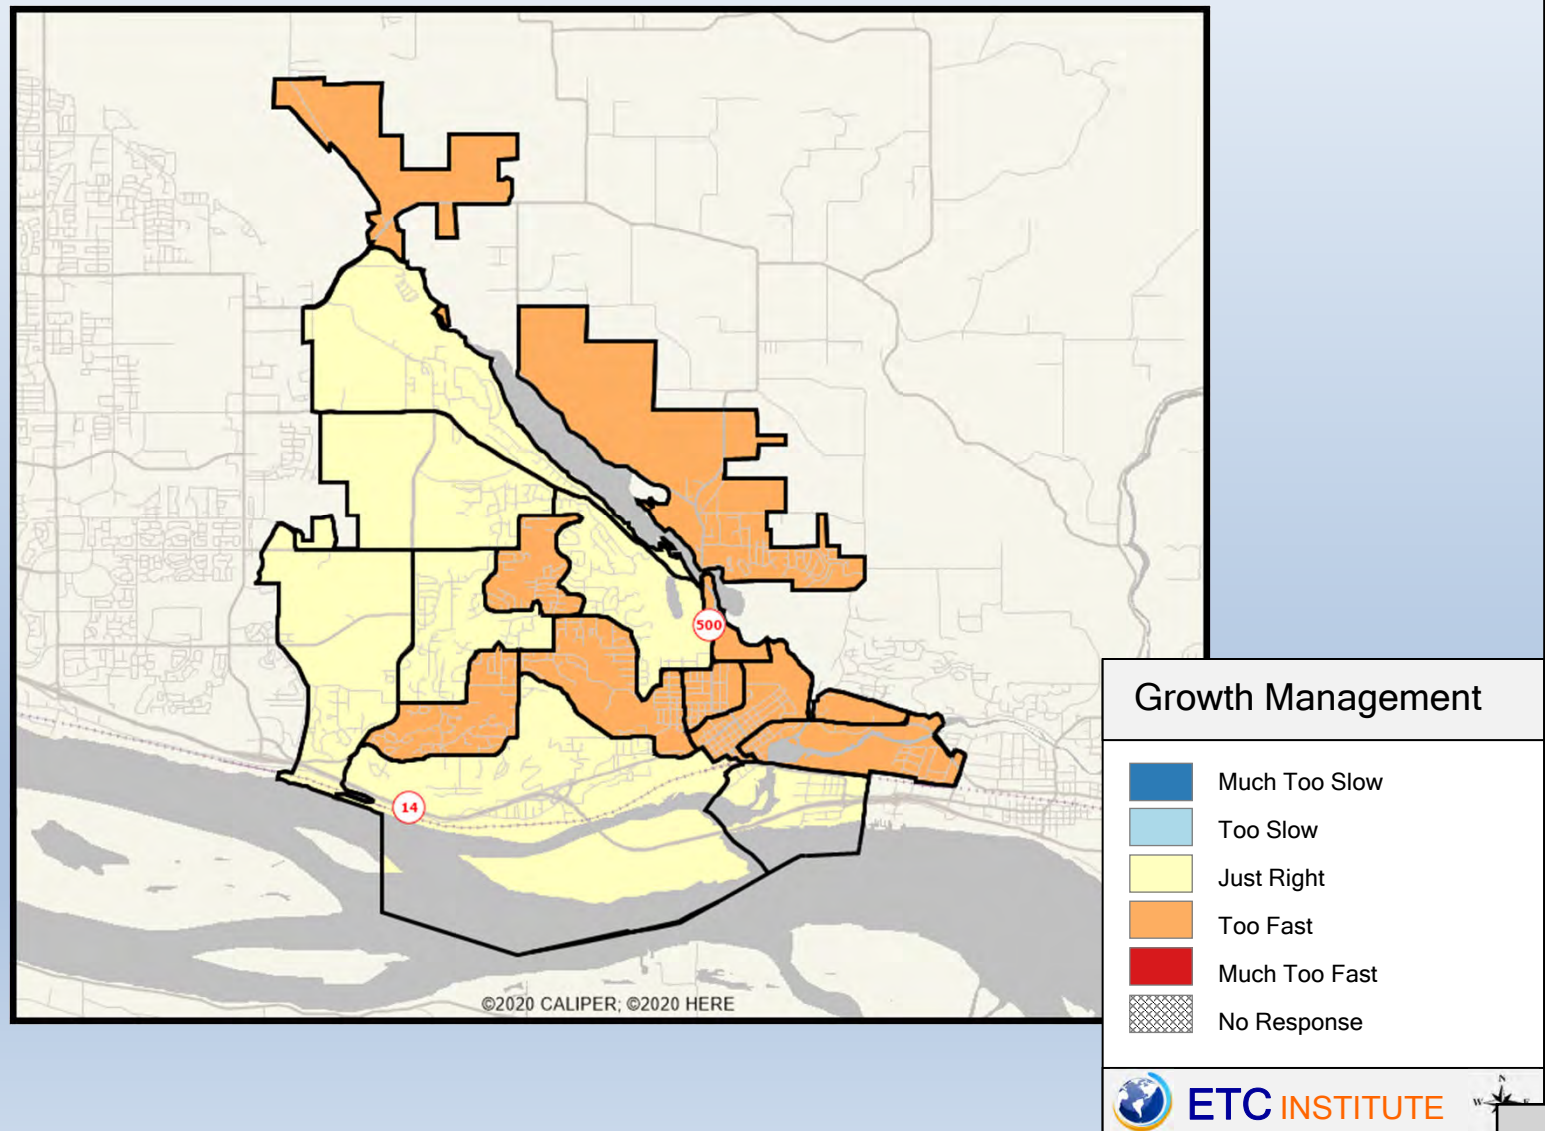 500
14
©2020 CALIPER; ©2020 HERE
Growth Management
Much Too Slow
Too Slow
Just Right
Too Fast
Much Too Fast
No Response
ETC INSTITUTE
N
W